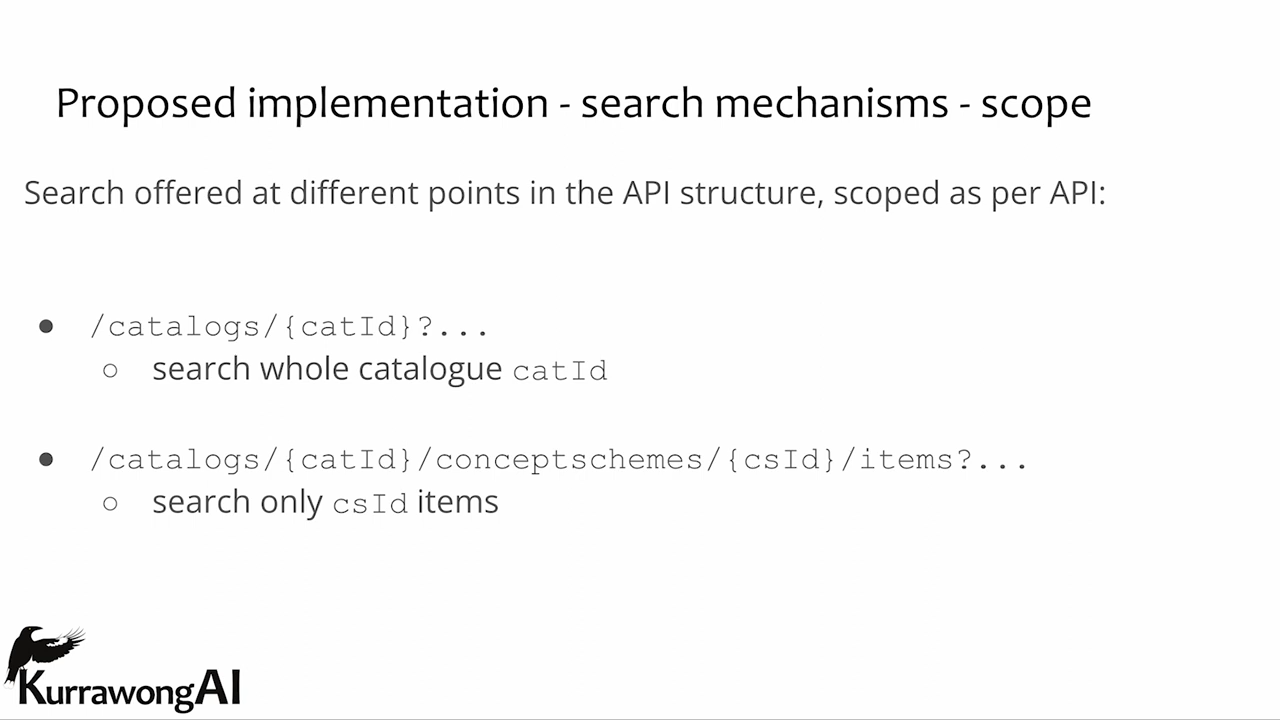 Proposed implementation - search mechanisms - scope
Search offered at different points in the API structure, scoped as per API:
● /catalogs/{catId}?...
○ search whole catalogue catId
● /catalogs/{catId}/conceptschemes/{csId}/items?...
○ search only csId items
KurrawongAI